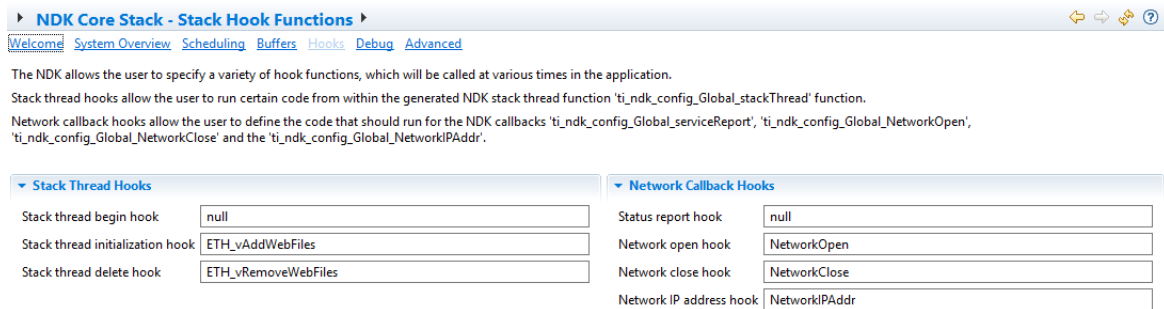 NDK Core Stack - Stack Hook Functions
Welcome System Overview Scheduling Buffers Hooks Debug Advanced
The NDK allows the user to specify a variety of hook functions, which will be called at various times in the application.
Stack thread hooks allow the user to run certain code from within the generated NDK stack thread function 'ti_ndk_config_Global_stackThread' function.
Network callback hooks allow the user to define the code that should run for the NDK callbacks 'ti_ndk_config_Global_serviceReport', 'ti_ndk_config_Global_NetworkOpen',
'ti_ndk_config_Global_NetworkClose' and the 'ti_ndk_config_Global_NetworkIPAddr'.
Stack Thread Hooks
Stack thread begin hook null
Stack thread initialization hook ETH_vAddWebFiles
Stack thread delete hook ETH_vRemoveWebFiles
Network Callback Hooks
Status report hook null
Network open hook NetworkOpen
Network close hook NetworkClose
Network IP address hook NetworkIPAddr